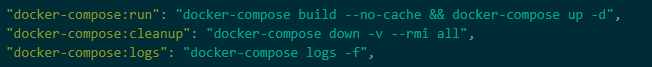 "docker-compose:run": "docker-compose build --no-cache && docker-compose up -d",
"docker-compose:cleanup": "docker-compose down -v --rmi all",
"docker-compose:logs": "docker-compose logs -f",